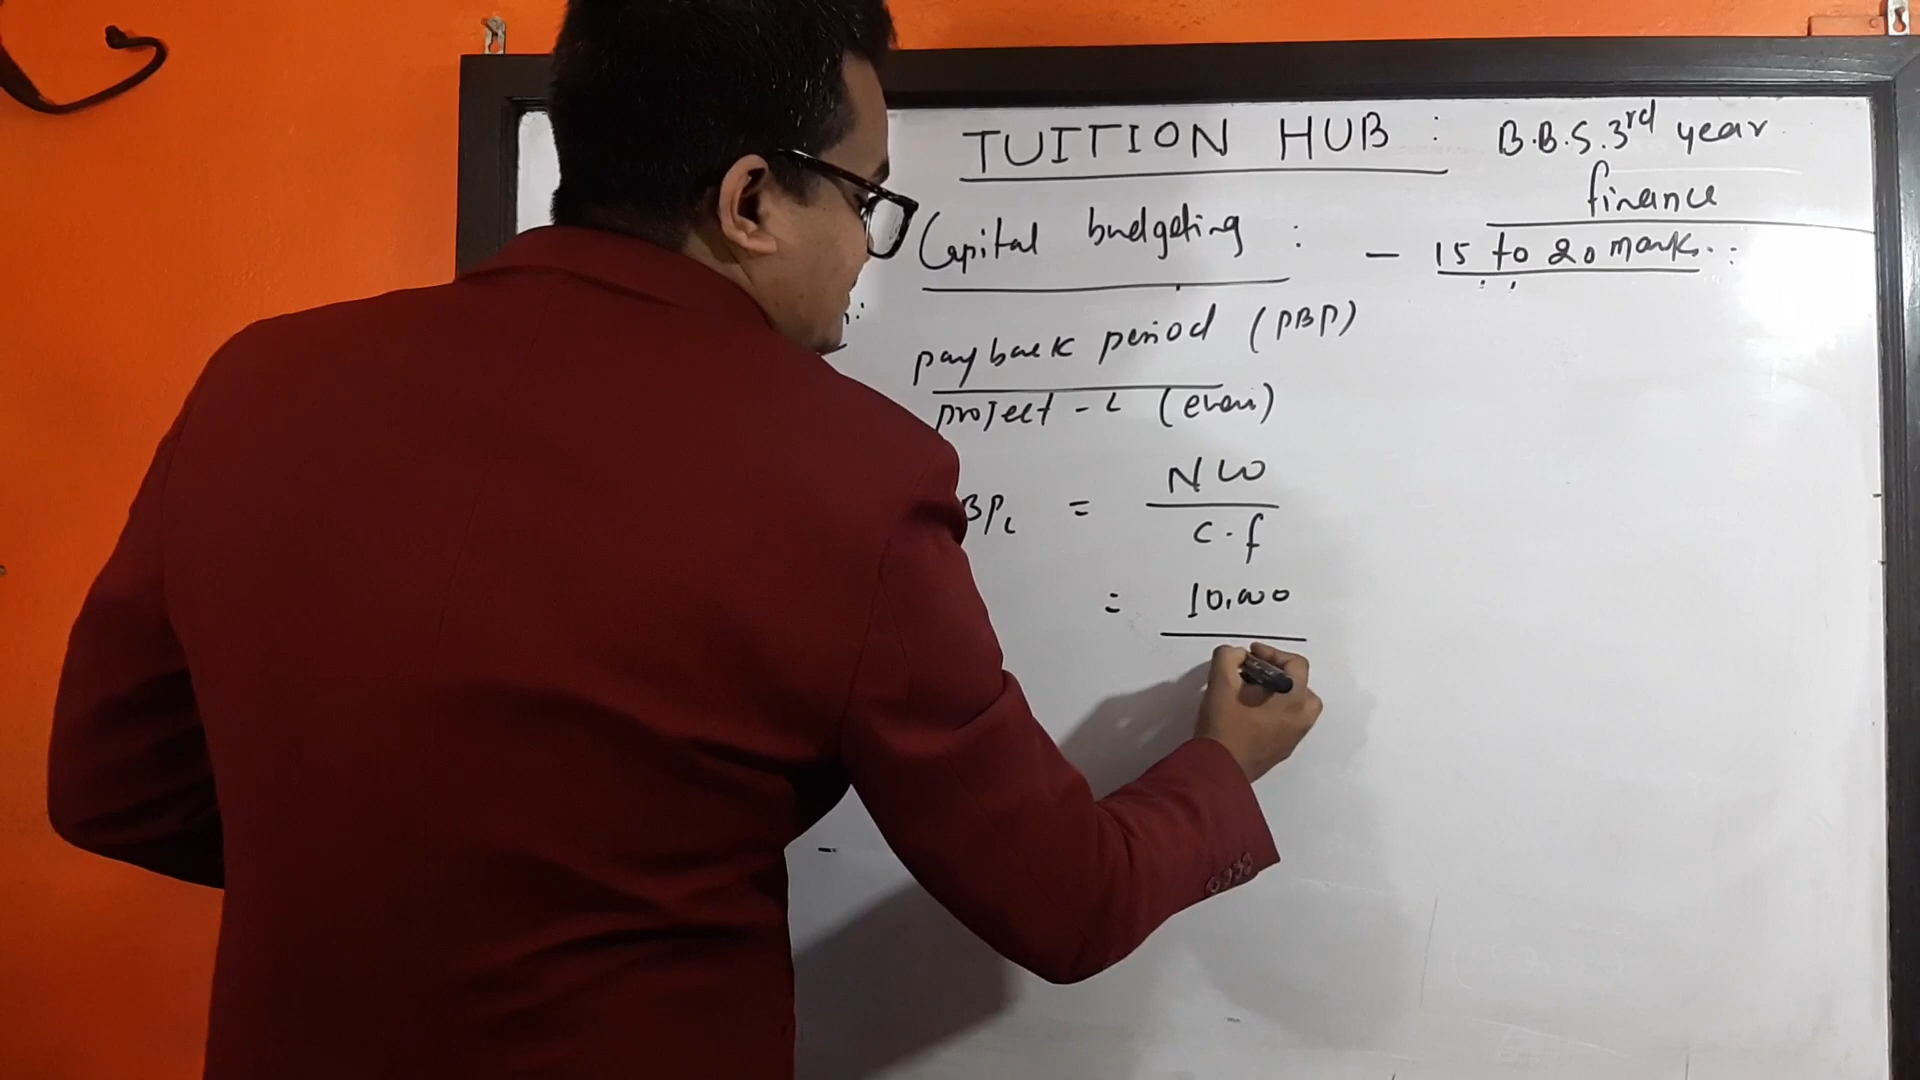 TUITION HUB : B.B.S. 3rd year
finance
Capital budgeting : — 15 to 20 marks. :
payback period (PBP)
project - L (even)
BPL = NCO
C.f
= 10,000